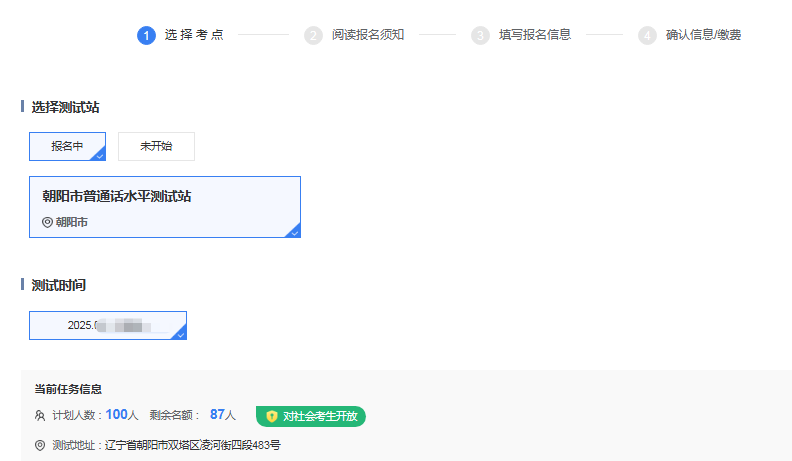 1 选择考点 2 阅读报名须知 3 填写报名信息 4 确认信息/缴费
选择测试站
报名中 未开始
朝阳市普通话水平测试站
朝阳市
测试时间
2025.
当前任务信息
计划人数：100人 剩余名额： 87人 对社会考生开放
测试地址：辽宁省朝阳市双塔区凌河街四段483号